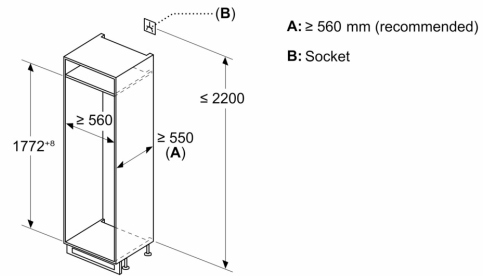 (B)
A: ≥ 560 mm (recommended)
B: Socket
≤ 2200
≥ 560
≥ 550
(A)
1772⁺⁸